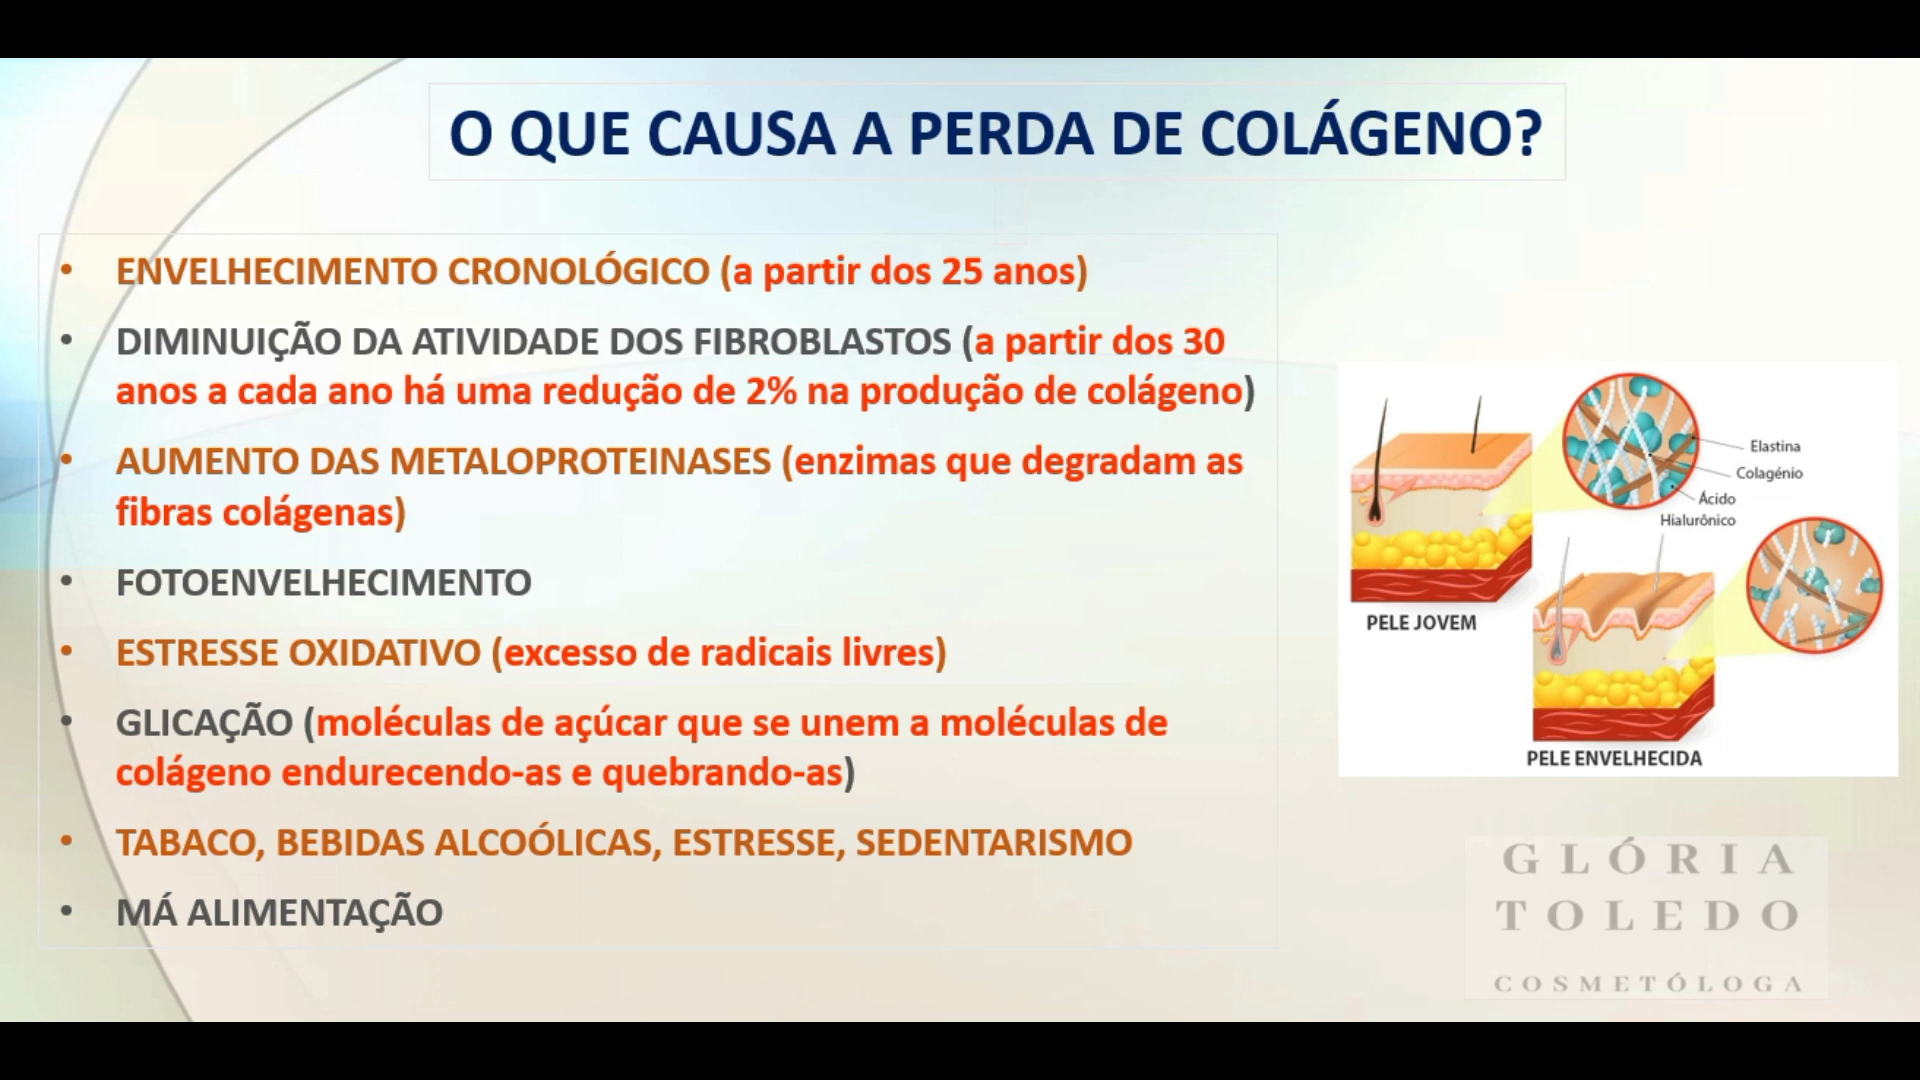 O QUE CAUSA A PERDA DE COLÁGENO?
• ENVELHECIMENTO CRONOLÓGICO (a partir dos 25 anos)
• DIMINUIÇÃO DA ATIVIDADE DOS FIBROBLASTOS (a partir dos 30
anos a cada ano há uma redução de 2% na produção de colágeno)
• AUMENTO DAS METALOPROTEINASES (enzimas que degradam as
fibras colágenas)
• FOTOENVELHECIMENTO
• ESTRESSE OXIDATIVO (excesso de radicais livres)
• GLICAÇÃO (moléculas de açúcar que se unem a moléculas de
colágeno endurecendo-as e quebrando-as)
• TABACO, BEBIDAS ALCOÓLICAS, ESTRESSE, SEDENTARISMO
• MÁ ALIMENTAÇÃO
Elastina
Colagénio
Ácido
Hialurônico
PELE JOVEM
PELE ENVELHECIDA
GLÓRIA
TOLEDO
COSMETÓLOGA